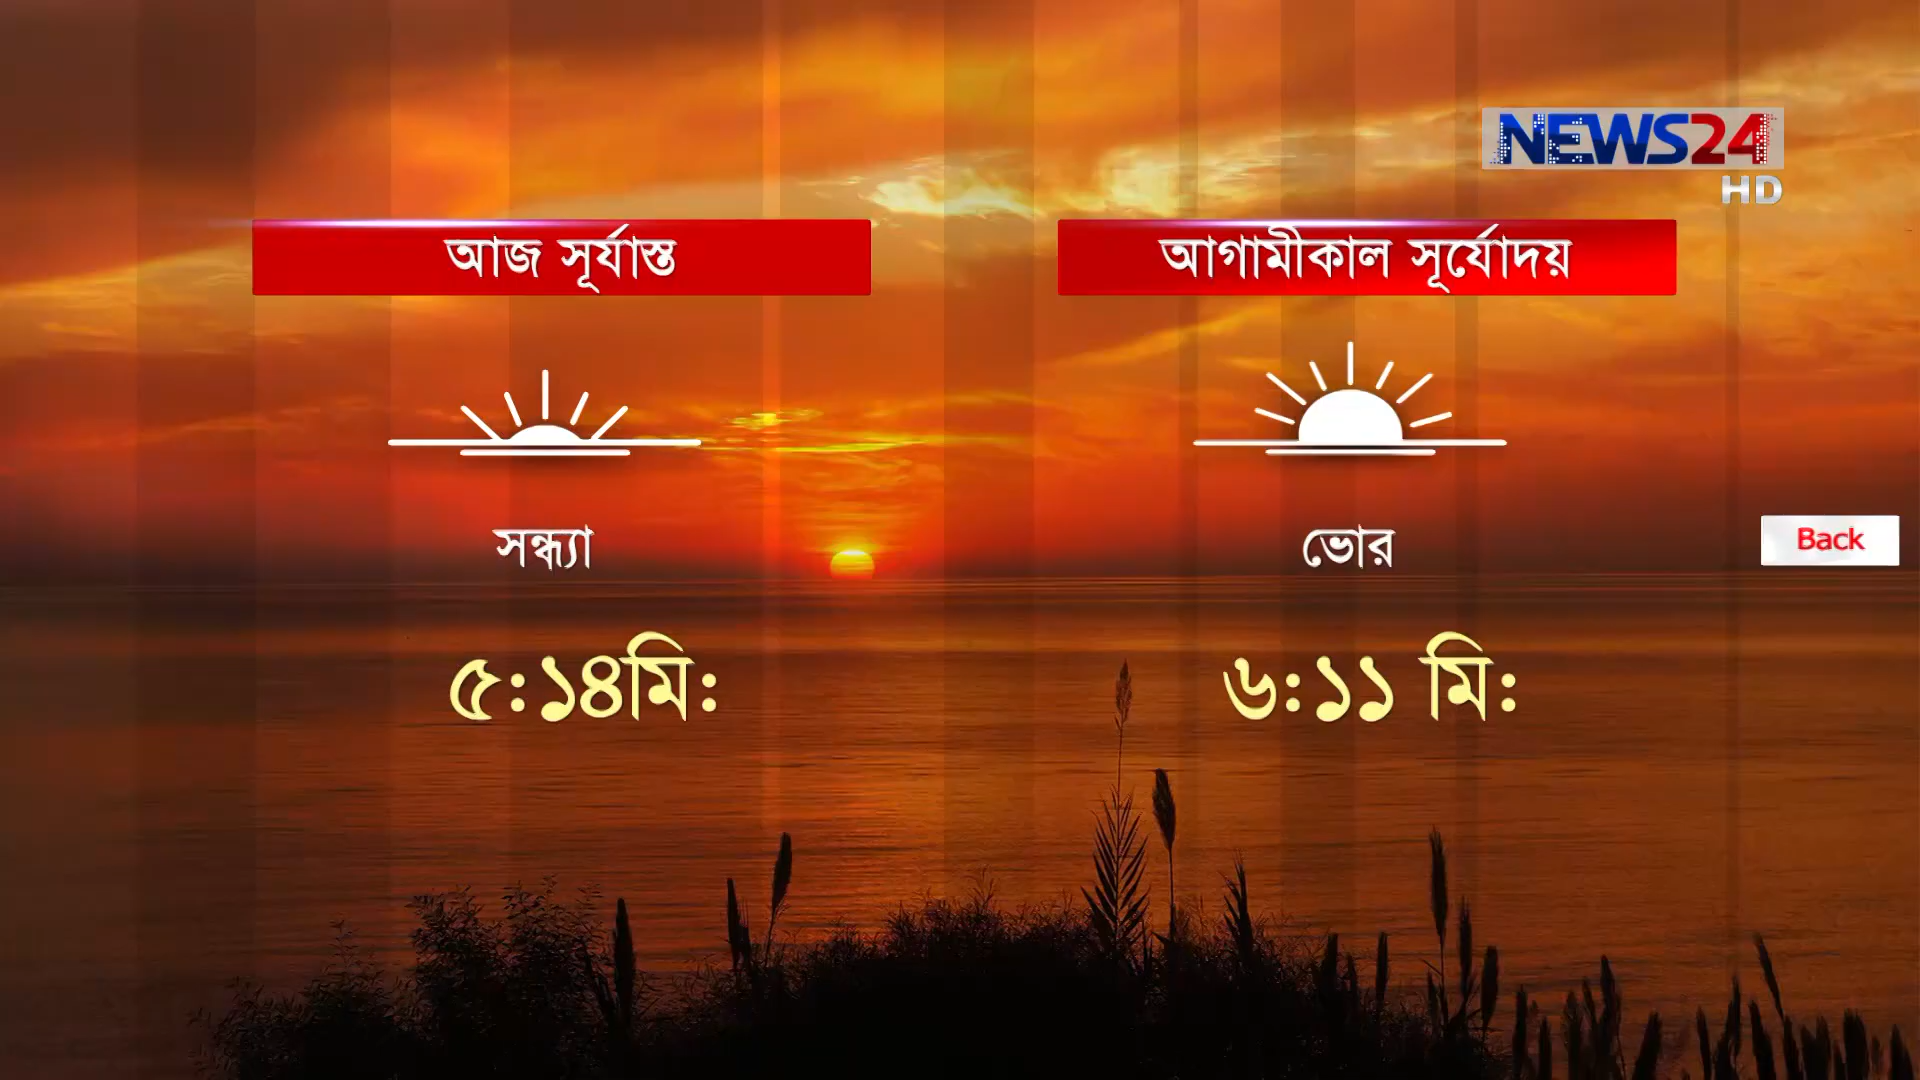 NEWS24
HD
আজ সূর্যাস্ত
আগামীকাল সূর্যোদয়
সন্ধ্যা
ভোর
Back
৫:১৪মি:
৬:১১ মি: